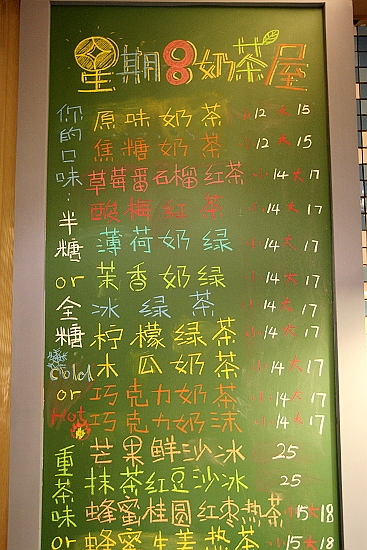 星期8奶茶屋
你的口味:半糖or全糖
Cold or Hot
重茶味or
原味奶茶 小12 大15
焦糖奶茶 小12 大15
草莓番石榴红茶 小14 大17
酸梅红茶 小14 大17
薄荷奶绿 小14 大17
茉香奶绿 小14 大17
冰绿茶 小14 大17
柠檬绿茶 小14 大17
木瓜奶茶 小14 大17
巧克力奶茶 小14 大17
巧克力奶沫 小14 大17
芒果鲜沙冰 25
抹茶红豆沙冰 25
蜂蜜桂圆红枣热茶 小15大18
蜂蜜生姜热茶 小15大18